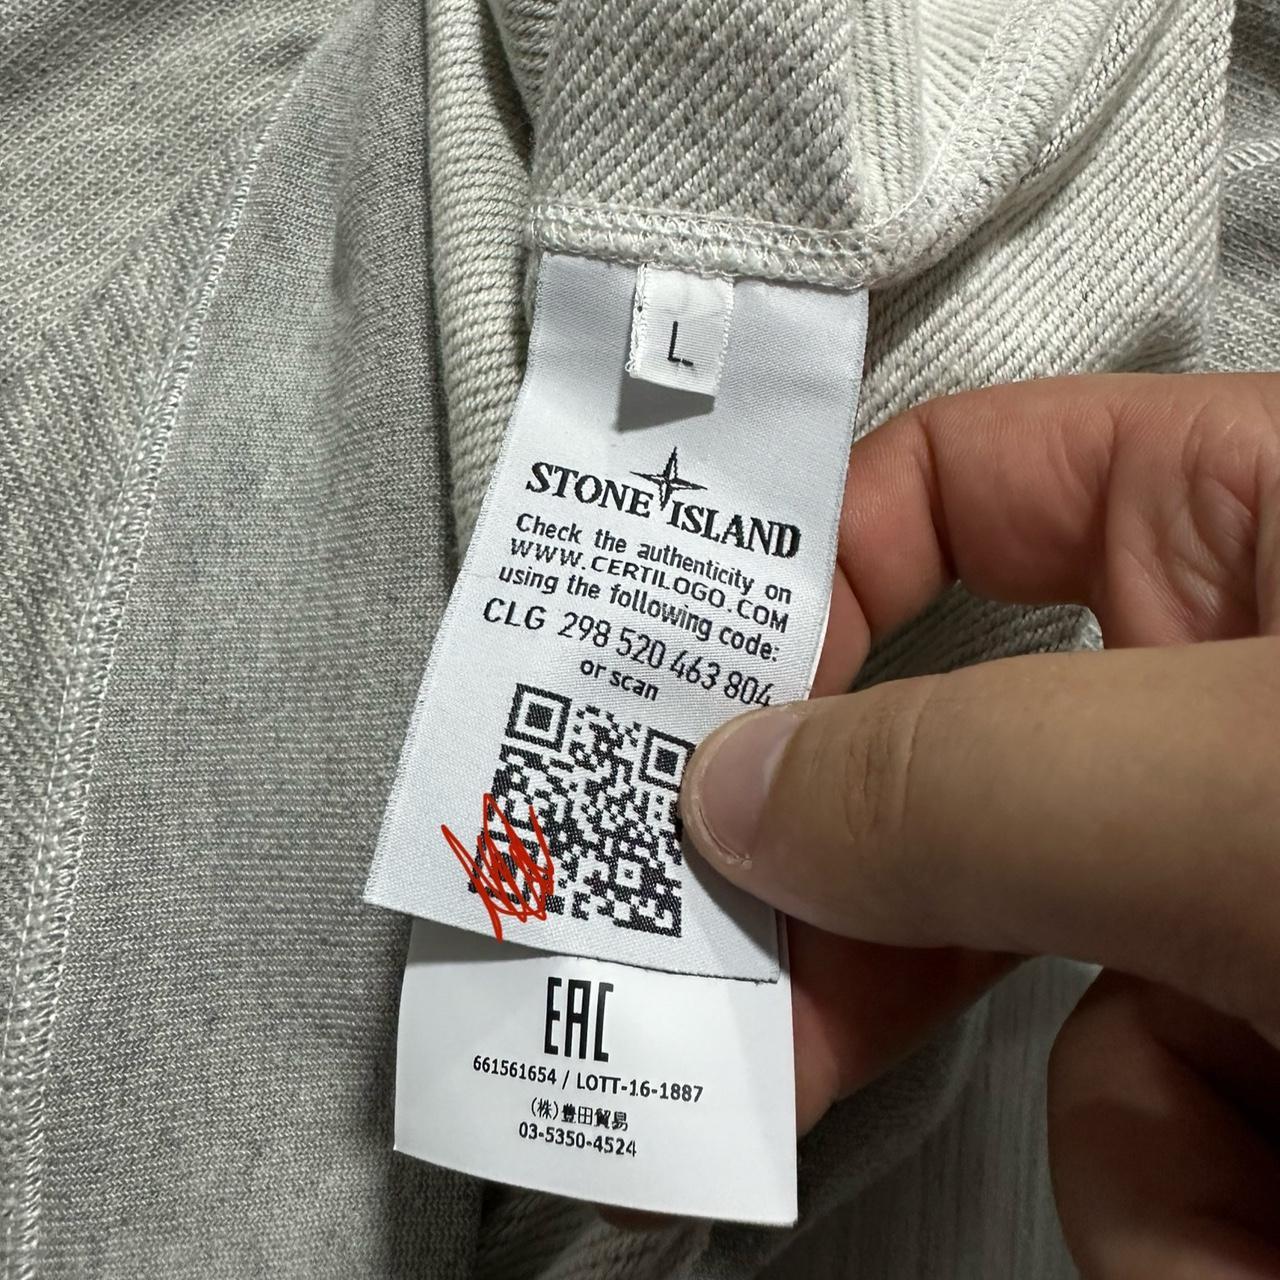 L
STONE ISLAND
Check the authenticity on
WWW.CERTILOGO.COM
using the following code:
CLG 298 520 463 804
or scan
EAC
661561654 / LOTT-16-1887
(株)豊田貿易
03-5350-4524